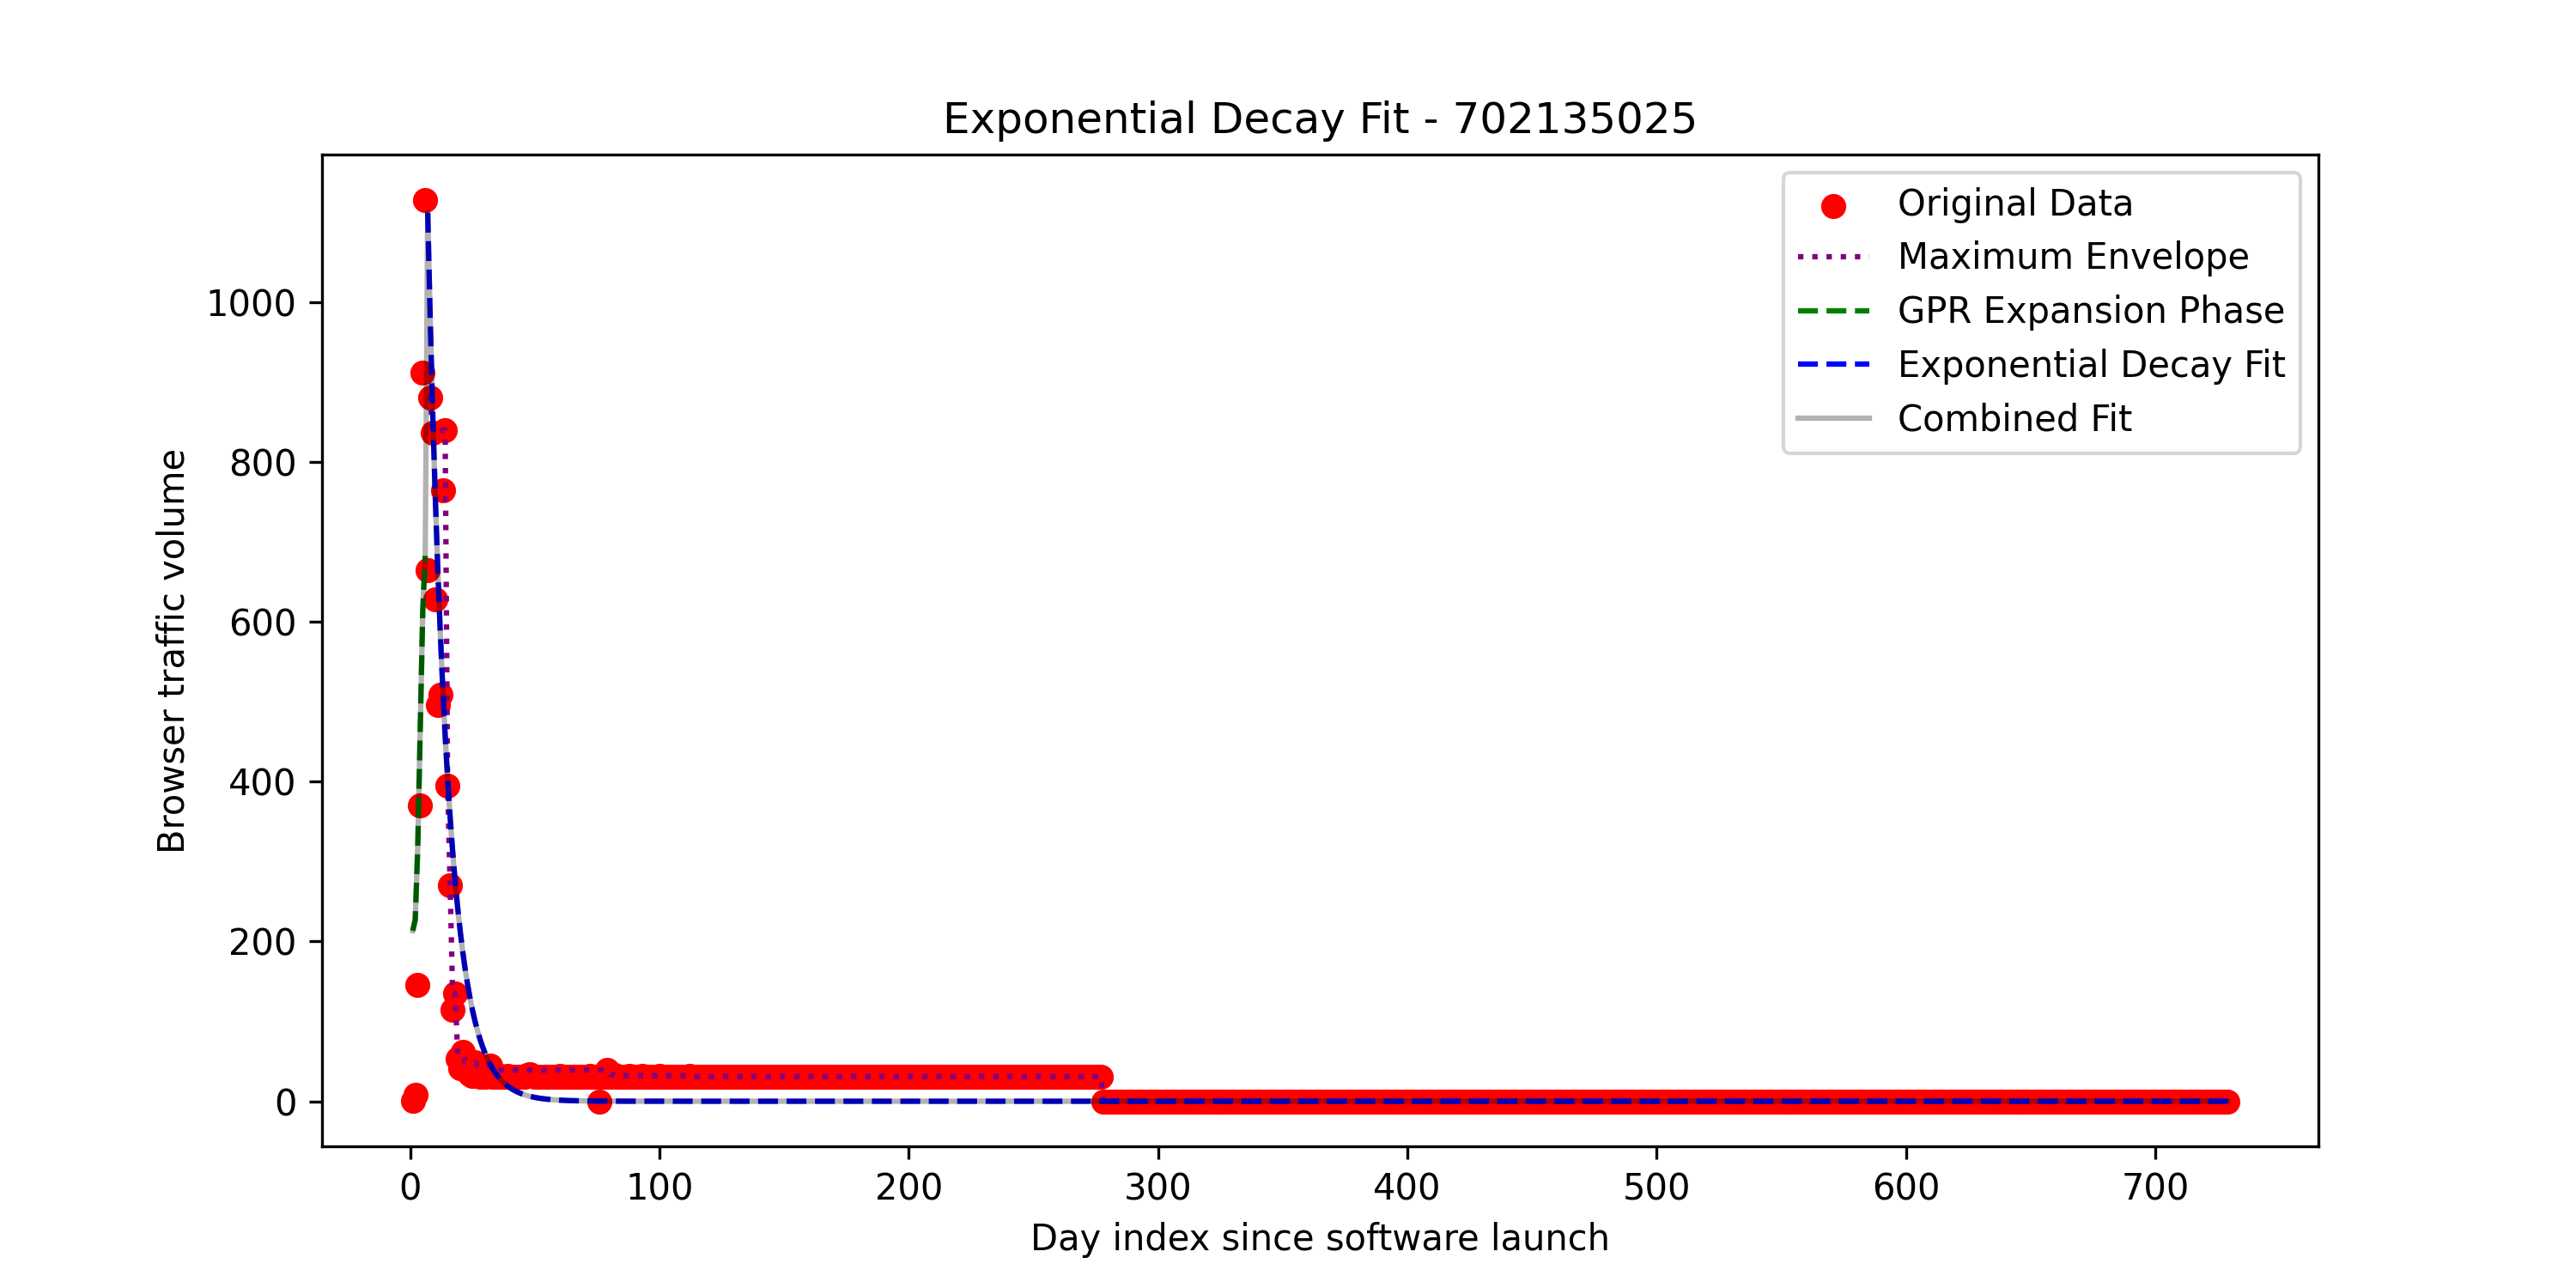 Exponential Decay Fit - 702135025
Original Data
Maximum Envelope
GPR Expansion Phase
Exponential Decay Fit
Combined Fit
Browser traffic volume
1000
800
600
400
200
0
0 100 200 300 400 500 600 700
Day index since software launch